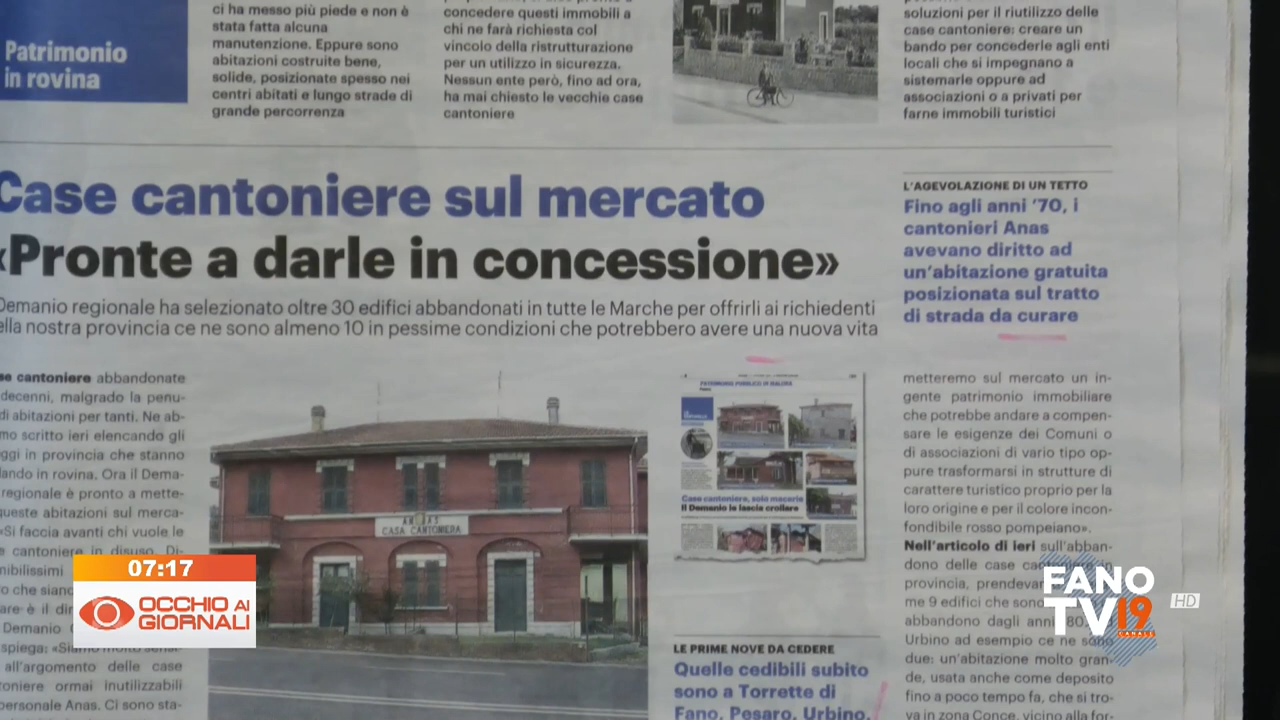 Patrimonio
in rovina
ci ha messo più piede e non è
stata fatta alcuna
manutenzione. Eppure sono
abitazioni costruite bene,
solide, posizionate spesso nei
centri abitati e lungo strade di
grande percorrenza
concedere questi immobili a
chi ne farà richiesta col
vincolo della ristrutturazione
per un utilizzo in sicurezza.
Nessun ente però, fino ad ora,
ha mai chiesto le vecchie case
cantoniere
soluzioni per il riutilizzo delle
case cantoniere: creare un
bando per concederle agli enti
locali che si impegnano a
sistemarle oppure ad
associazioni o a privati per
farne immobili turistici
Case cantoniere sul mercato
«Pronte a darle in concessione»
Demanio regionale ha selezionato oltre 30 edifici abbandonati in tutte le Marche per offrirli ai richiedenti
ella nostra provincia ce ne sono almeno 10 in pessime condizioni che potrebbero avere una nuova vita
L'AGEVOLAZIONE DI UN TETTO
Fino agli anni '70, i
cantonieri Anas
avevano diritto ad
un'abitazione gratuita
posizionata sul tratto
di strada da curare
se cantoniere abbandonate
decenni, malgrado la penu-
di abitazioni per tanti. Ne ab-
mo scritto ieri elencando gli
ggi in provincia che stanno
dando in rovina. Ora il Dema-
regionale è pronto a mette-
queste abitazioni sul merca-
«Si faccia avanti chi vuole le
e cantoniere in disuso. Di-
nibilissimi
o che siano
are è il di
Demanio
spiega: «Siamo molto sensi-
all'argomento delle case
toniere ormai inutilizzabili
personale Anas. Ci sono sta-
ANAS
CASA CANTONIERA
PATRIMONIO PUBBLICO IN MALORA
Case cantoniere, solo macerie
Il Demanio le lascia crollare
LE PRIME NOVE DA CEDERE
Quelle cedibili subito
sono a Torrette di
Fano, Pesaro, Urbino,
metteremo sul mercato un in-
gente patrimonio immobiliare
che potrebbe andare a compen-
sare le esigenze dei Comuni o
di associazioni di vario tipo op-
pure trasformarsi in strutture di
carattere turistico proprio per la
loro origine e per il colore incon-
fondibile rosso pompeiano».
Nell'articolo di ieri sull'abban-
dono delle case
provincia, prendeva
me 9 edifici che sono
abbandono dagli anni '80.
Urbino ad esempio ce ne sono
due: un'abitazione molto gran-
de, usata anche come deposito
fino a poco tempo fa, che si tro-
va in zona Conce, vicino alla for-
07:17
OCCHIO AI
GIORNALI
FANO
TV 19
CANALE
HD